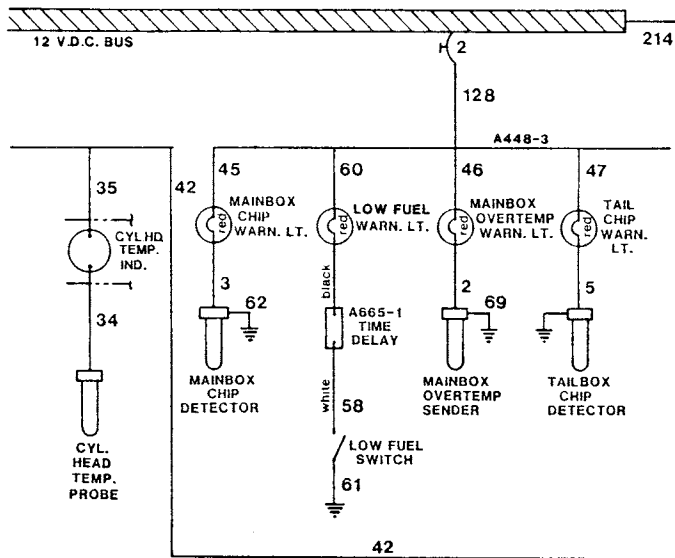 12 V.D.C. BUS
2
214
128
A448-3
35
42
45
60
46
47
MAINBOX
CHIP
WARN. LT.
red
LOW FUEL
WARN. LT.
red
MAINBOX
OVERTEMP
WARN. LT.
red
TAIL
CHIP
WARN.
LT.
red
CYL.HD.
TEMP.
IND.
3
62
black
2
69
5
34
A665-1
TIME
DELAY
MAINBOX
CHIP
DETECTOR
white
58
MAINBOX
OVERTEMP
SENDER
TAILBOX
CHIP
DETECTOR
CYL.
HEAD
TEMP.
PROBE
LOW FUEL
SWITCH
61
42